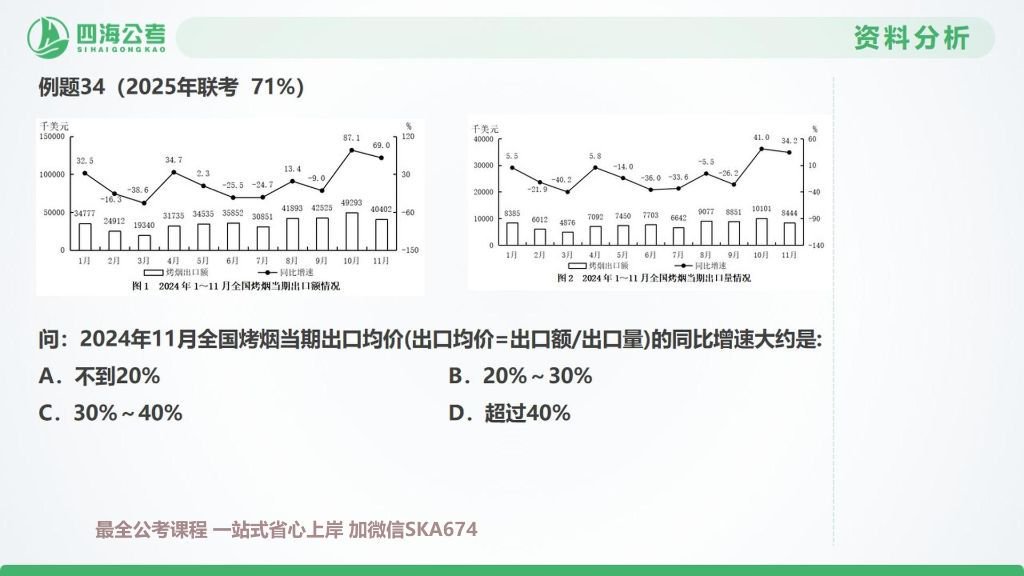 四海公考
SIHAIGONGKAO
资料分析
例题34（2025年联考 71%）
千美元 %
150000 120
100000 30
50000 -60
0 -150
32.5 -16.3 -38.6 34.7 2.3 -25.5 -24.7 13.4 -9.0 87.1 69.0
34777 24912 19340 31735 34535 35852 30851 41893 42525 49293 40402
1月 2月 3月 4月 5月 6月 7月 8月 9月 10月 11月
烤烟出口额 同比增速
图1 2024年1～11月全国烤烟当期出口额情况
千美元 %
40000 60
30000 10
20000 -40
10000 -90
0 -140
5.5 -21.9 -40.2 5.8 -14.0 -36.0 -33.6 -5.5 -26.2 41.0 34.2
8385 6012 4876 7092 7450 7703 6642 9077 8851 10101 8444
1月 2月 3月 4月 5月 6月 7月 8月 9月 10月 11月
烤烟出口额 同比增速
图2 2024年1～11月全国烤烟当期出口量情况
问：2024年11月全国烤烟当期出口均价(出口均价=出口额/出口量)的同比增速大约是:
A．不到20%
B．20%～30%
C．30%～40%
D．超过40%
最全公考课程 一站式省心上岸 加微信SKA674